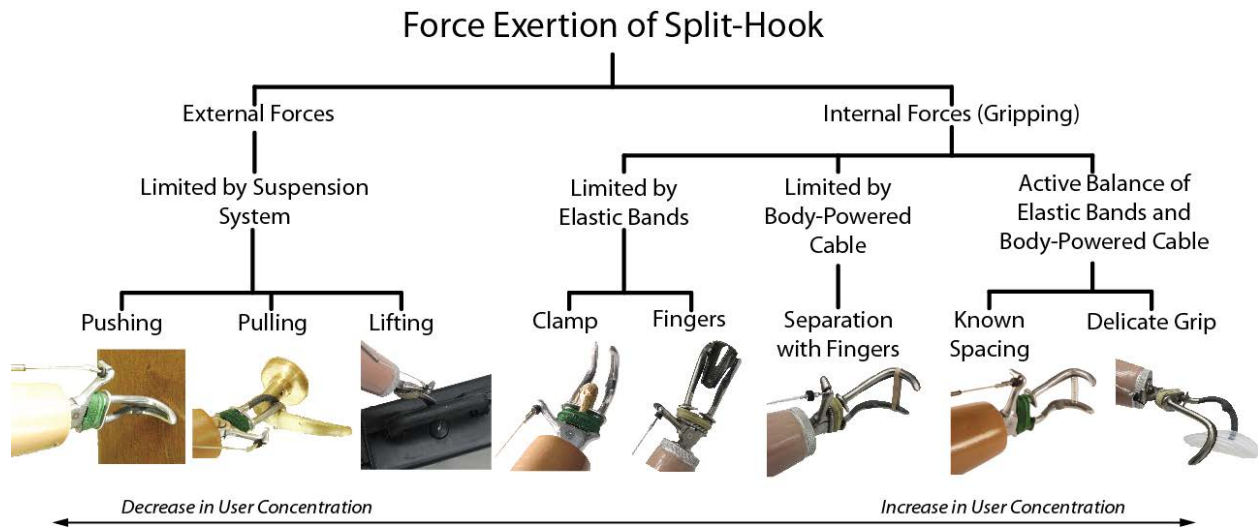 Force Exertion of Split-Hook
External Forces
Internal Forces (Gripping)
Limited by Suspension
System
Limited by
Elastic Bands
Limited by
Body-Powered
Cable
Active Balance of
Elastic Bands and
Body-Powered Cable
Pushing
Pulling
Lifting
Clamp
Fingers
Separation
with Fingers
Known
Spacing
Delicate Grip
Decrease in User Concentration
Increase in User Concentration